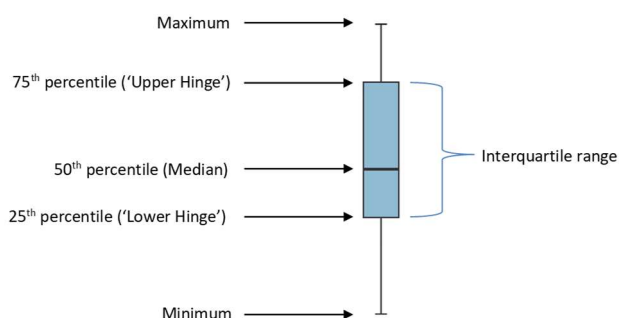 Maximum
75th percentile (‘Upper Hinge’)
50th percentile (Median)
Interquartile range
25th percentile (‘Lower Hinge’)
Minimum